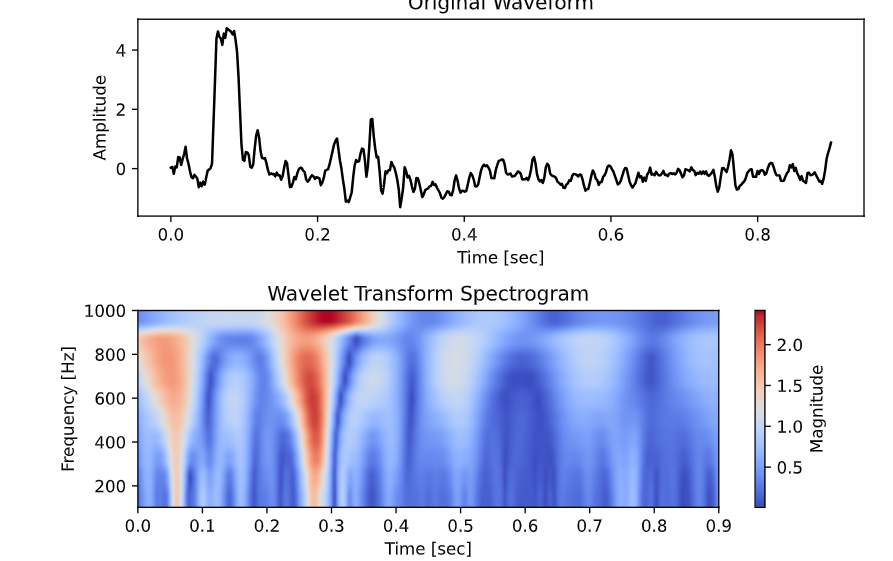 Original Waveform
4
2
0
Amplitude
0.0 0.2 0.4 0.6 0.8
Time [sec]
Wavelet Transform Spectrogram
1000
800
600
400
200
Frequency [Hz]
0.0 0.1 0.2 0.3 0.4 0.5 0.6 0.7 0.8 0.9
Time [sec]
2.0
1.5
1.0
0.5
Magnitude